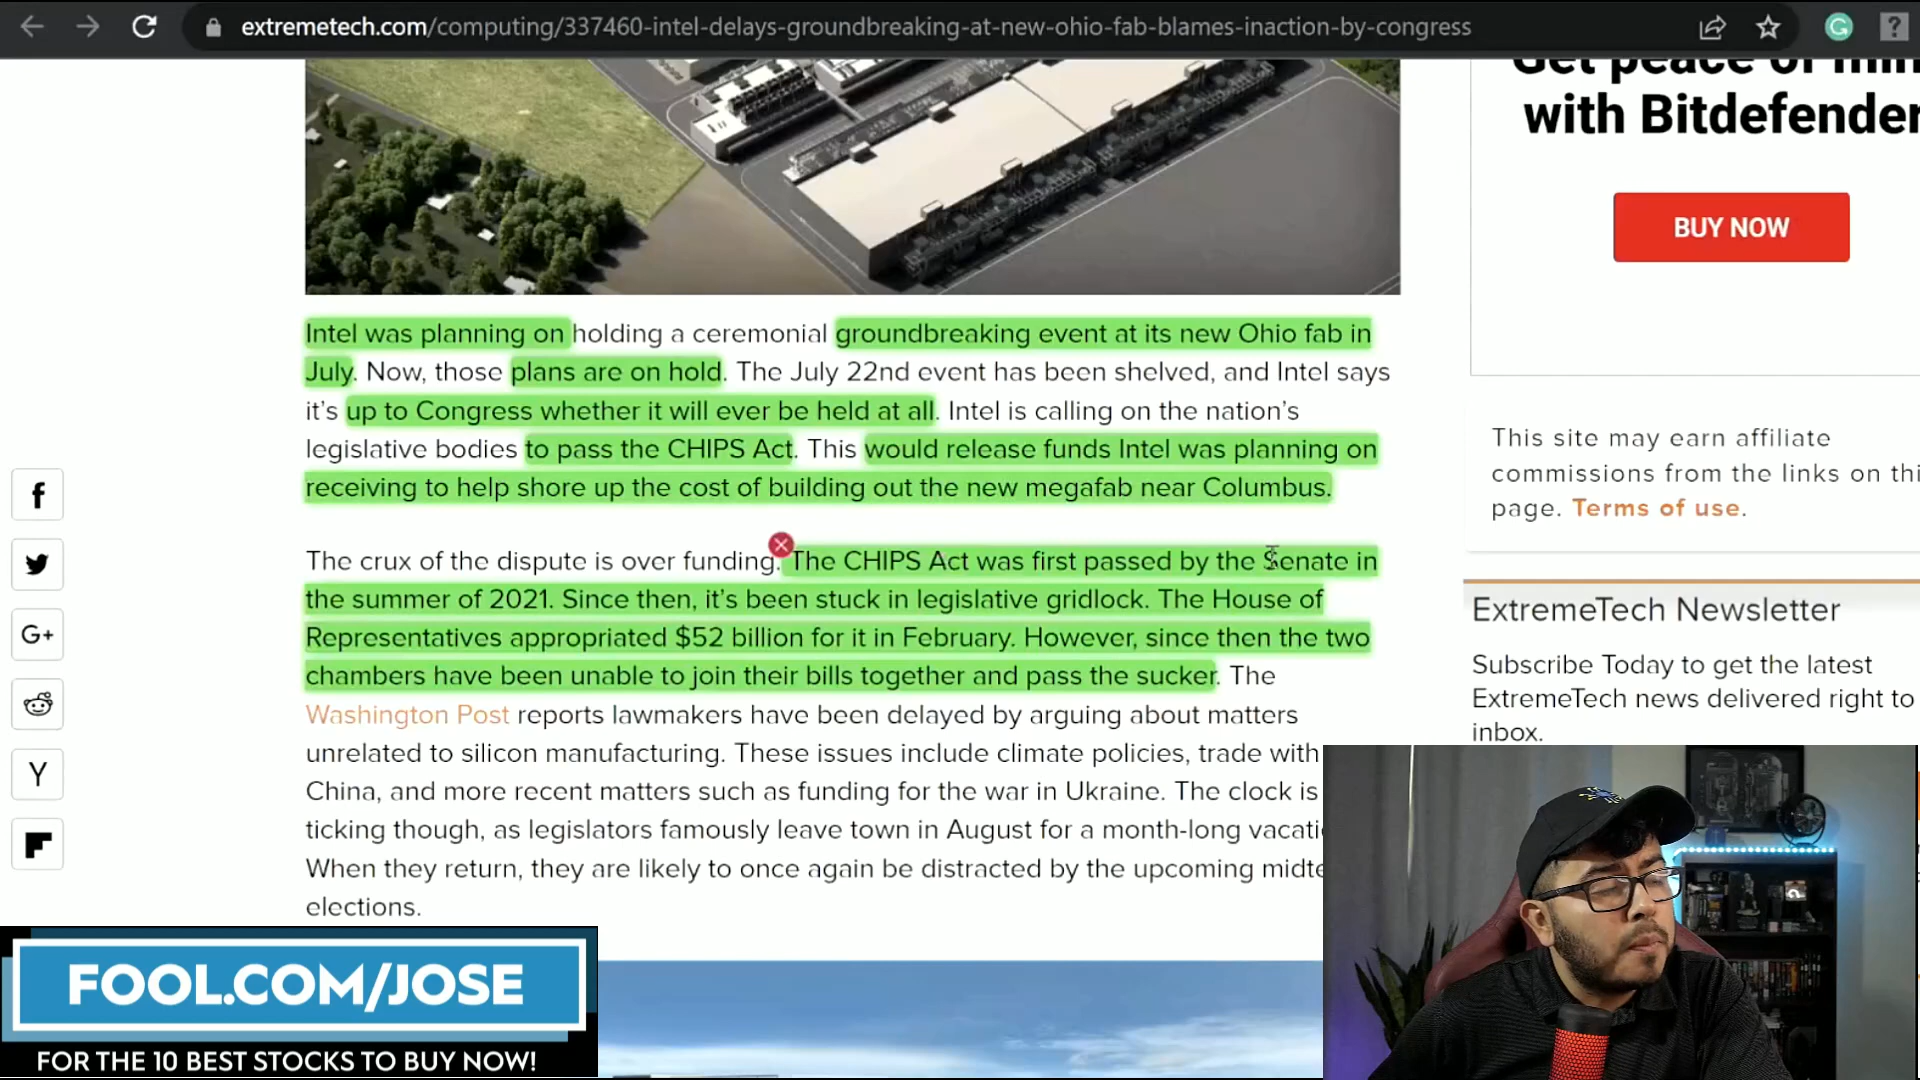 extremetech.com/computing/337460-intel-delays-groundbreaking-at-new-ohio-fab-blames-inaction-by-congress
Get peace of min
with Bitdefender
BUY NOW
Intel was planning on holding a ceremonial groundbreaking event at its new Ohio fab in
July. Now, those plans are on hold. The July 22nd event has been shelved, and Intel says
it's up to Congress whether it will ever be held at all. Intel is calling on the nation's
legislative bodies to pass the CHIPS Act. This would release funds Intel was planning on
receiving to help shore up the cost of building out the new megafab near Columbus.
The crux of the dispute is over funding. The CHIPS Act was first passed by the Senate in
the summer of 2021. Since then, it's been stuck in legislative gridlock. The House of
Representatives appropriated $52 billion for it in February. However, since then the two
chambers have been unable to join their bills together and pass the sucker. The
Washington Post reports lawmakers have been delayed by arguing about matters
unrelated to silicon manufacturing. These issues include climate policies, trade with
China, and more recent matters such as funding for the war in Ukraine. The clock is
ticking though, as legislators famously leave town in August for a month-long vacati
When they return, they are likely to once again be distracted by the upcoming midte
elections.
This site may earn affiliate
commissions from the links on thi
page. Terms of use.
ExtremeTech Newsletter
Subscribe Today to get the latest
ExtremeTech news delivered right to
inbox.
f
G+
Y
FOOL.COM/JOSE
FOR THE 10 BEST STOCKS TO BUY NOW!